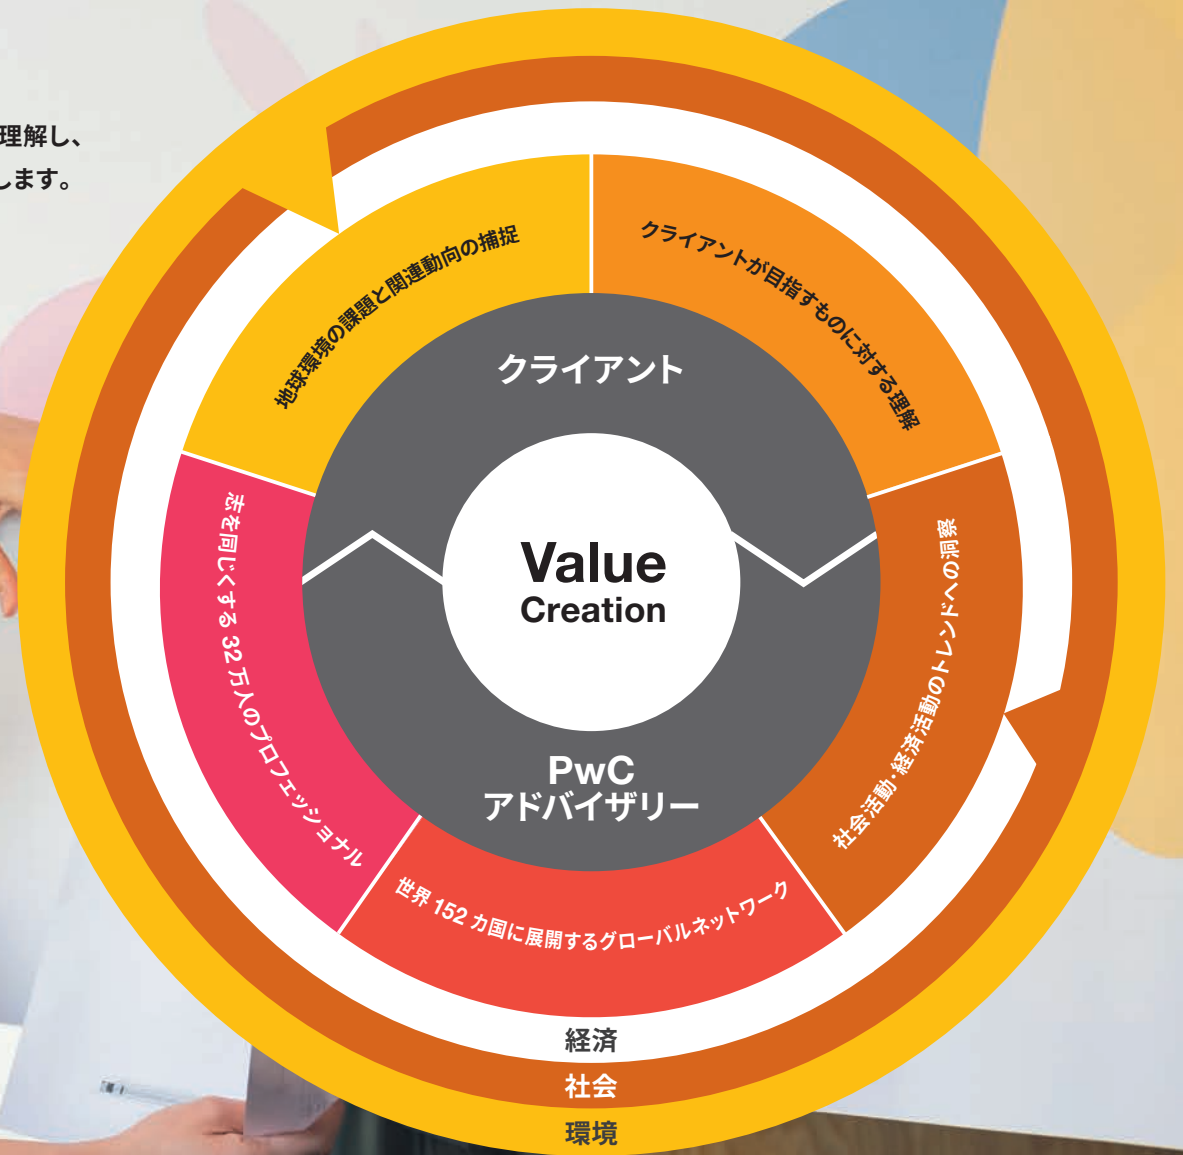 理解し、
します。
地球環境の課題と関連動向の捕捉
クライアントが目指すものに対する理解
クライアント
Value
Creation
志を同じくする 32 万人のプロフェッショナル
社会活動・経済活動のトレンドへの洞察
PwC
アドバイザリー
世界 152 カ国に展開するグローバルネットワーク
経済
社会
環境